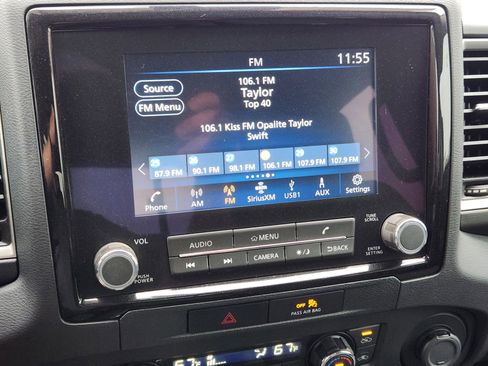 FM
11:55
Source
106.1 FM
Taylor
Top 40
FM Menu
106.1 Kiss FM Opalite Taylor
Swift
25 26 27 28 29 30
87.9 FM 90.1 FM 98.1 FM 106.1 FM 107.9 FM 107.9 FM
Phone AM FM SiriusXM USB1 AUX Settings
VOL
AUDIO MENU
TUNE
SCROLL
PUSH
POWER
CAMERA BACK
ENTER
SETTING
OFF
PASS AIR BAG
67°F
67°F